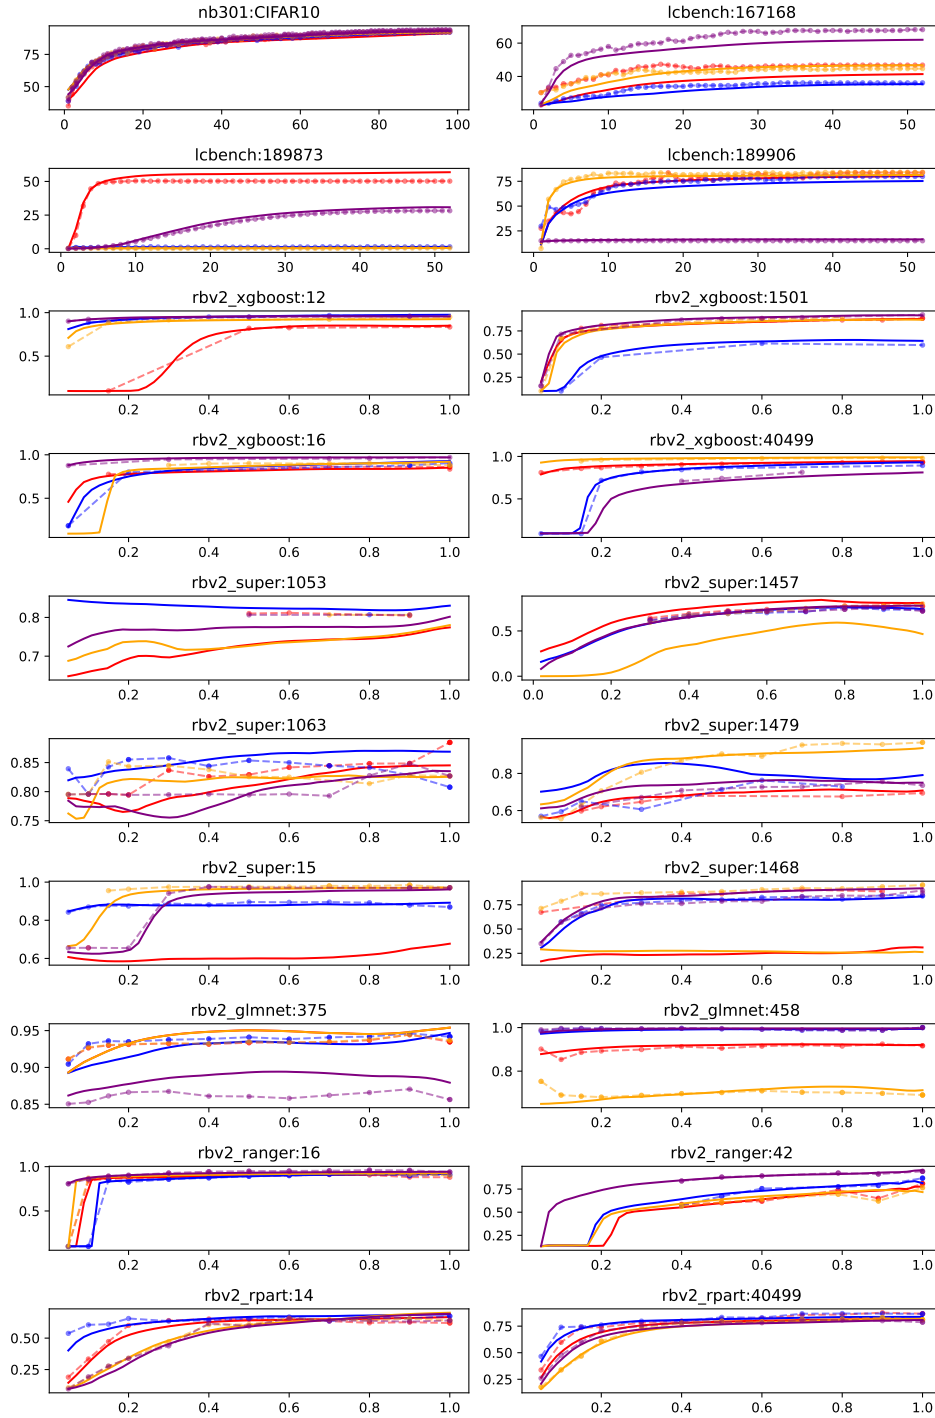 nb301:CIFAR10 lcbench:167168
75 60
50 40
0 20 40 60 80 100 0 10 20 30 40 50
lcbench:189873 lcbench:189906
50 75
25 50
0 25
0 10 20 30 40 50 0 10 20 30 40 50
rbv2_xgboost:12 rbv2_xgboost:1501
1.0 0.75
0.5 0.50
0.25
0.2 0.4 0.6 0.8 1.0 0.2 0.4 0.6 0.8 1.0
rbv2_xgboost:16 rbv2_xgboost:40499
1.0 1.0
0.5 0.5
0.2 0.4 0.6 0.8 1.0 0.2 0.4 0.6 0.8 1.0
rbv2_super:1053 rbv2_super:1457
0.8 0.5
0.7 0.0
0.2 0.4 0.6 0.8 1.0 0.0 0.2 0.4 0.6 0.8 1.0
rbv2_super:1063 rbv2_super:1479
0.85 0.8
0.80 0.6
0.75
0.2 0.4 0.6 0.8 1.0 0.2 0.4 0.6 0.8 1.0
rbv2_super:15 rbv2_super:1468
1.0 0.75
0.8 0.50
0.6 0.25
0.2 0.4 0.6 0.8 1.0 0.2 0.4 0.6 0.8 1.0
rbv2_glmnet:375 rbv2_glmnet:458
0.95 1.0
0.90 0.8
0.85
0.2 0.4 0.6 0.8 1.0 0.2 0.4 0.6 0.8 1.0
rbv2_ranger:16 rbv2_ranger:42
1.0 0.75
0.5 0.50
0.25
0.2 0.4 0.6 0.8 1.0 0.2 0.4 0.6 0.8 1.0
rbv2_rpart:14 rbv2_rpart:40499
0.50 0.75
0.25 0.50
0.25
0.2 0.4 0.6 0.8 1.0 0.2 0.4 0.6 0.8 1.0